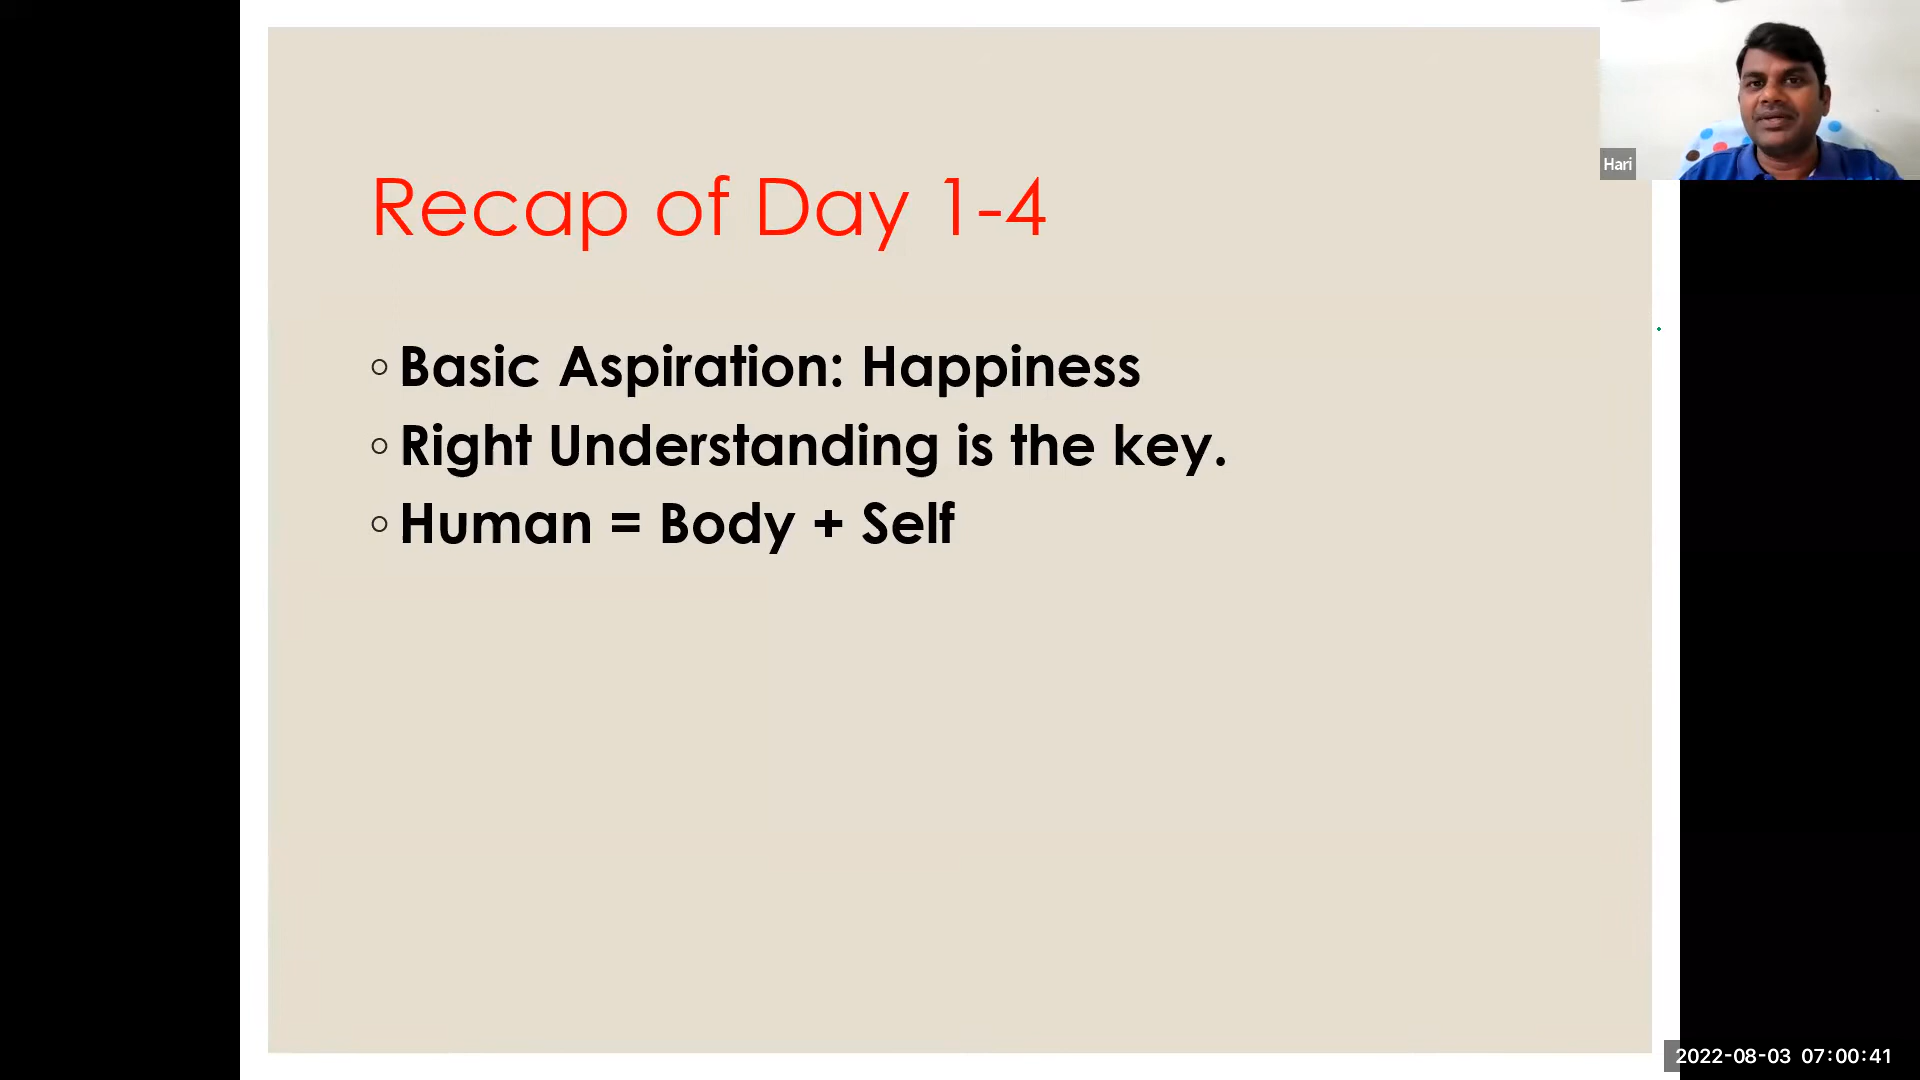 Recap of Day 1-4
◦ Basic Aspiration: Happiness
◦ Right Understanding is the key.
◦ Human = Body + Self
Hari
2022-08-03 07:00:41